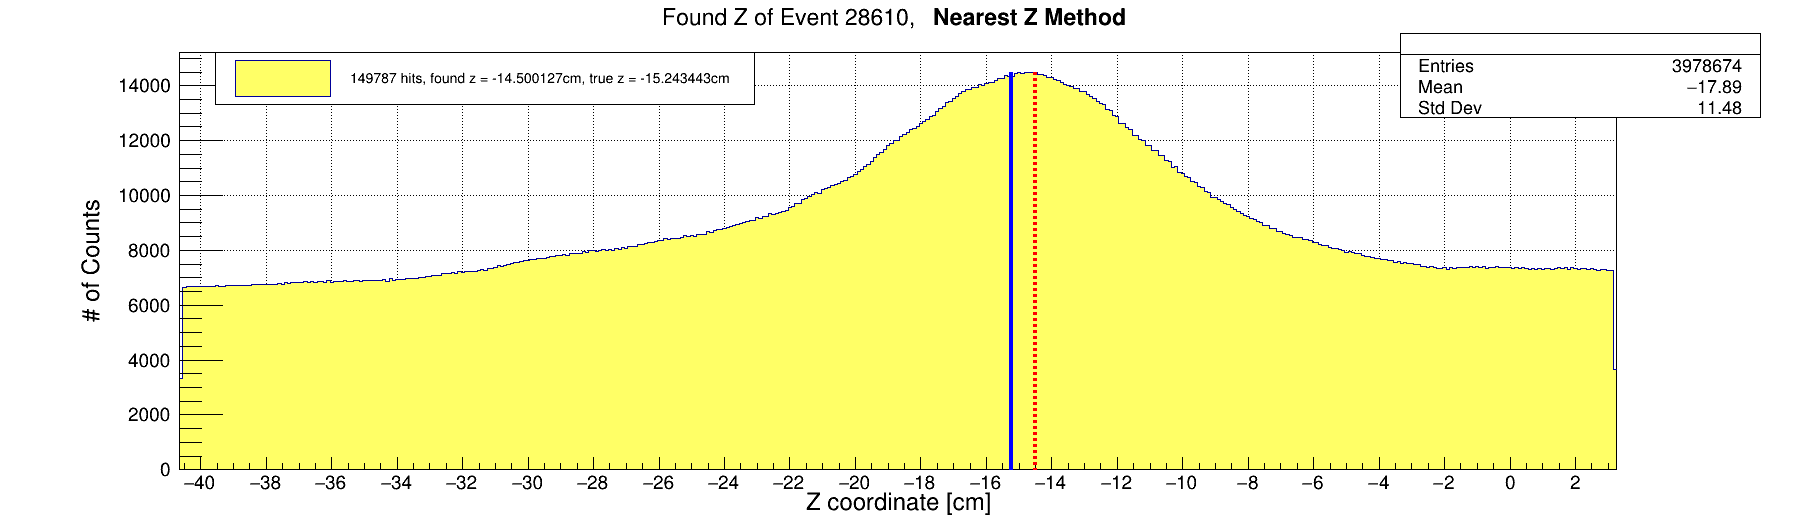 Found Z of Event 28610, Nearest Z Method
149787 hits, found z = -14.500127cm, true z = -15.243443cm
Entries 3978674
Mean −17.89
Std Dev 11.48
# of Counts
14000
12000
10000
8000
6000
4000
2000
0
−40 −38 −36 −34 −32 −30 −28 −26 −24 −22 −20 −18 −16 −14 −12 −10 −8 −6 −4 −2 0 2
Z coordinate [cm]